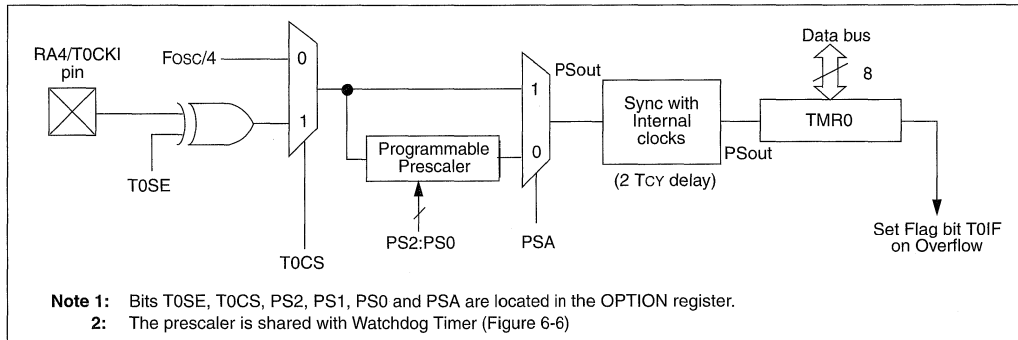 RA4/T0CKI
pin
T0SE
FOSC/4
0
1
T0CS
Programmable
Prescaler
PS2:PS0
1
0
PSA
PSout
Sync with
Internal
clocks
(2 TCY delay)
PSout
Data bus
8
TMR0
Set Flag bit T0IF
on Overflow
Note 1: Bits T0SE, T0CS, PS2, PS1, PS0 and PSA are located in the OPTION register.
2: The prescaler is shared with Watchdog Timer (Figure 6-6)